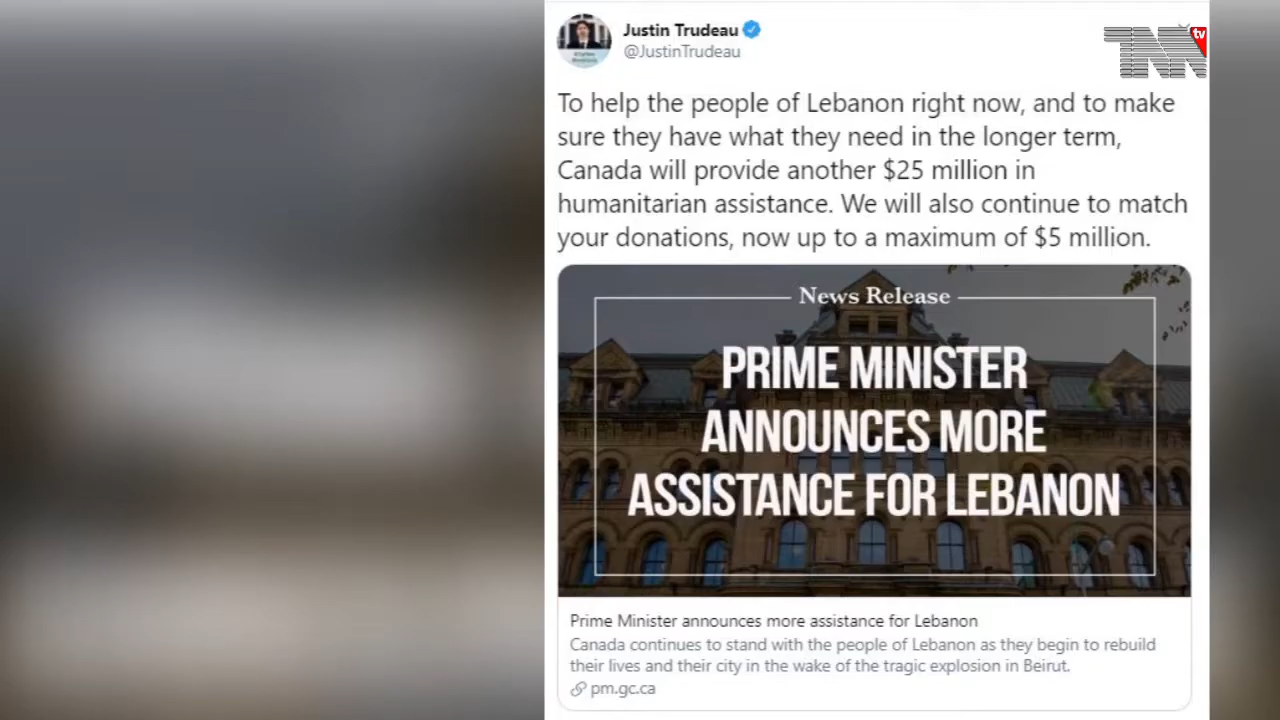 Justin Trudeau
@JustinTrudeau
TNN tv
To help the people of Lebanon right now, and to make
sure they have what they need in the longer term,
Canada will provide another $25 million in
humanitarian assistance. We will also continue to match
your donations, now up to a maximum of $5 million.
News Release
PRIME MINISTER
ANNOUNCES MORE
ASSISTANCE FOR LEBANON
Prime Minister announces more assistance for Lebanon
Canada continues to stand with the people of Lebanon as they begin to rebuild
their lives and their city in the wake of the tragic explosion in Beirut.
pm.gc.ca